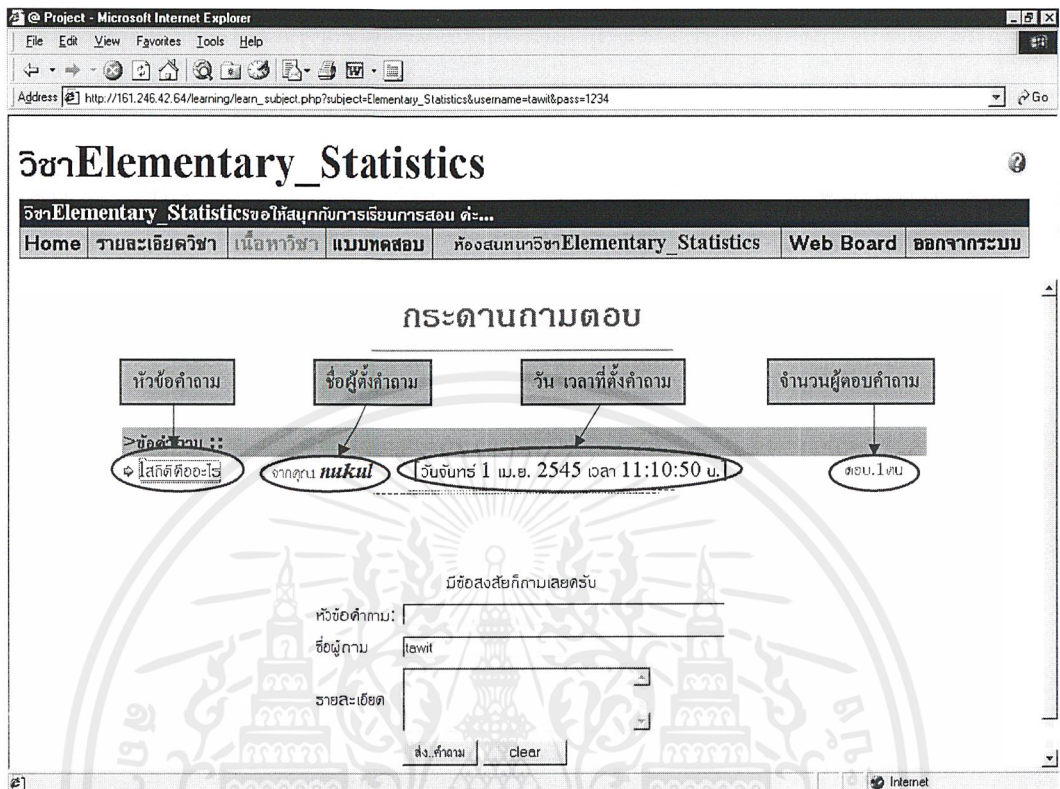 @ Project - Microsoft Internet Explorer
File Edit View Favorites Tools Help
Address http://161.246.42.64/learning/learn_subject.php?subject=Elementary_Statistics&username=tawit&pass=1234 Go
วิชาElementary_Statistics
วิชาElementary_Statisticsขอให้สนุกกับการเรียนการสอน ค่ะ...
Home รายละเอียดวิชา เนื้อหาวิชา แบบทดสอบ ห้องสนทนาวิชาElementary_Statistics Web Board ออกจากระบบ
กระดานถามตอบ
หัวข้อคำถาม ชื่อผู้ตั้งคำถาม วัน เวลาที่ตั้งคำถาม จำนวนผู้ตอบคำถาม
>ข้อคำถาม ::
จากคุณ nukul [วันจันทร์ 1 เม.ย. 2545 เวลา 11:10:50 น.] ตอบ.1คน
มีข้อสงสัยก็ถามเลยครับ
หัวข้อคำถาม:
ชื่อผู้ถาม tawit
รายละเอียด
ส่ง..คำถาม clear
Internet